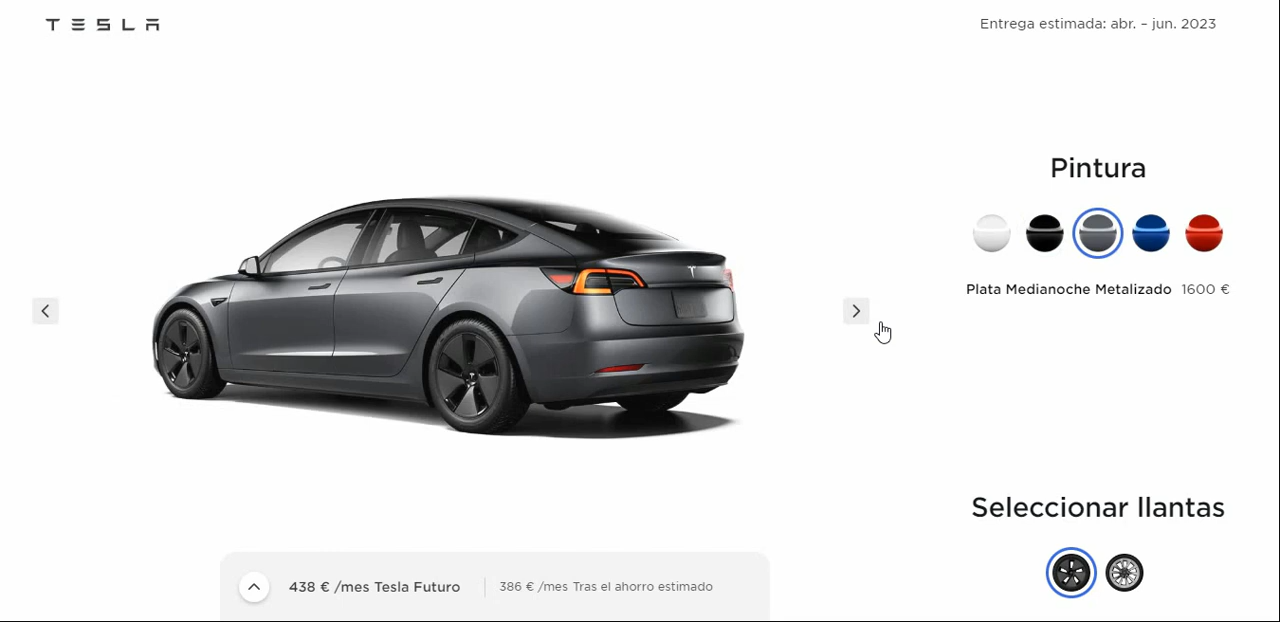 TESLA
Entrega estimada: abr. – jun. 2023
Pintura
Plata Medianoche Metalizado 1600 €
Seleccionar llantas
438 € /mes Tesla Futuro
386 € /mes Tras el ahorro estimado